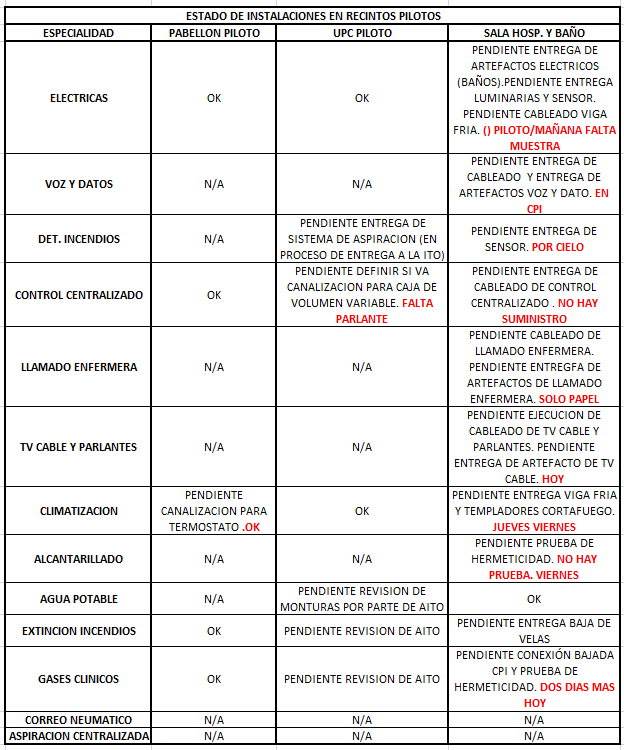 ESTADO DE INSTALACIONES EN RECINTOS PILOTOS
ESPECIALIDAD PABELLON PILOTO UPC PILOTO SALA HOSP. Y BAÑO
ELECTRICAS OK OK
PENDIENTE ENTREGA DE
ARTEFACTOS ELECTRICOS
(BAÑOS).PENDIENTE ENTREGA
LUMINARIAS Y SENSOR.
PENDIENTE CABLEADO VIGA
FRIA. () PILOTO/MAÑANA FALTA
MUESTRA
VOZ Y DATOS N/A N/A
PENDIENTE ENTREGA DE
CABLEADO Y ENTREGA DE
ARTEFACTOS VOZ Y DATO. EN
CPI
DET. INCENDIOS N/A
PENDIENTE ENTREGA DE
SISTEMA DE ASPIRACION (EN
PROCESO DE ENTREGA A LA ITO)
PENDIENTE ENTREGA DE
SENSOR. POR CIELO
CONTROL CENTRALIZADO OK
PENDIENTE DEFINIR SI VA
CANALIZACION PARA CAJA DE
VOLUMEN VARIABLE. FALTA
PARLANTE
PENDIENTE ENTREGA DE
CABLEADO DE CONTROL
CENTRALIZADO . NO HAY
SUMINISTRO
LLAMADO ENFERMERA N/A N/A
PENDIENTE CABLEADO DE
LLAMADO ENFERMERA.
PENDIENTE ENTREGFA DE
ARTEFACTOS DE LLAMADO
ENFERMERA. SOLO PAPEL
TV CABLE Y PARLANTES N/A N/A
PENDIENTE EJECUCION DE
CABLEADO DE TV CABLE Y
PARLANTES. PENDIENTE
ENTREGA DE ARTEFACTO DE TV
CABLE. HOY
CLIMATIZACION
PENDIENTE
CANALIZACION PARA
TERMOSTATO .OK
OK
PENDIENTE ENTREGA VIGA FRIA
Y TEMPLADORES CORTAFUEGO.
JUEVES VIERNES
ALCANTARILLADO N/A N/A
PENDIENTE PRUEBA DE
HERMETICIDAD. NO HAY
PRUEBA. VIERNES
AGUA POTABLE N/A
PENDIENTE REVISION DE
MONTURAS POR PARTE DE AITO
OK
EXTINCION INCENDIOS OK PENDIENTE REVISION DE AITO
PENDIENTE ENTREGA BAJA DE
VELAS
GASES CLINICOS OK PENDIENTE REVISION DE AITO
PENDIENTE CONEXIÓN BAJADA
CPI Y PRUEBA DE
HERMETICIDAD. DOS DIAS MAS
HOY
CORREO NEUMATICO N/A N/A N/A
ASPIRACION CENTRALIZADA N/A N/A N/A